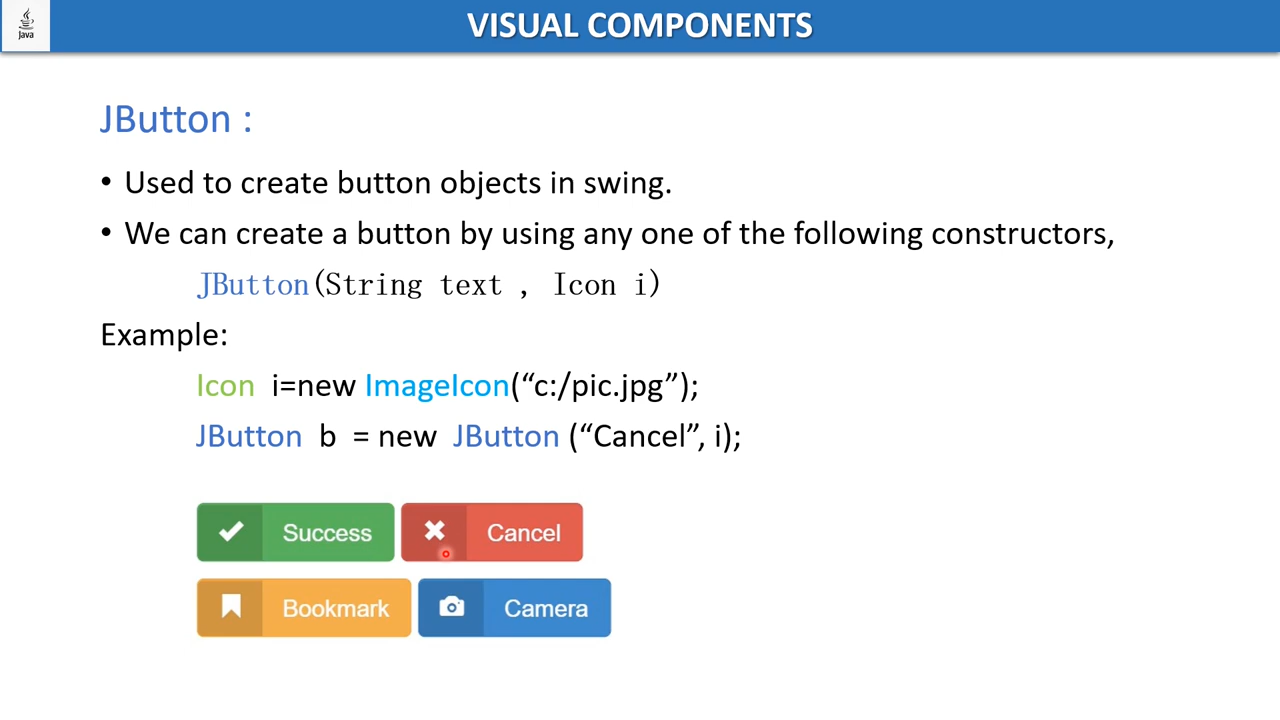 Java
VISUAL COMPONENTS
JButton :
• Used to create button objects in swing.
• We can create a button by using any one of the following constructors,
JButton(String text , Icon i)
Example:
Icon i=new ImageIcon(“c:/pic.jpg”);
JButton b = new JButton (“Cancel”, i);
Success Cancel
Bookmark Camera